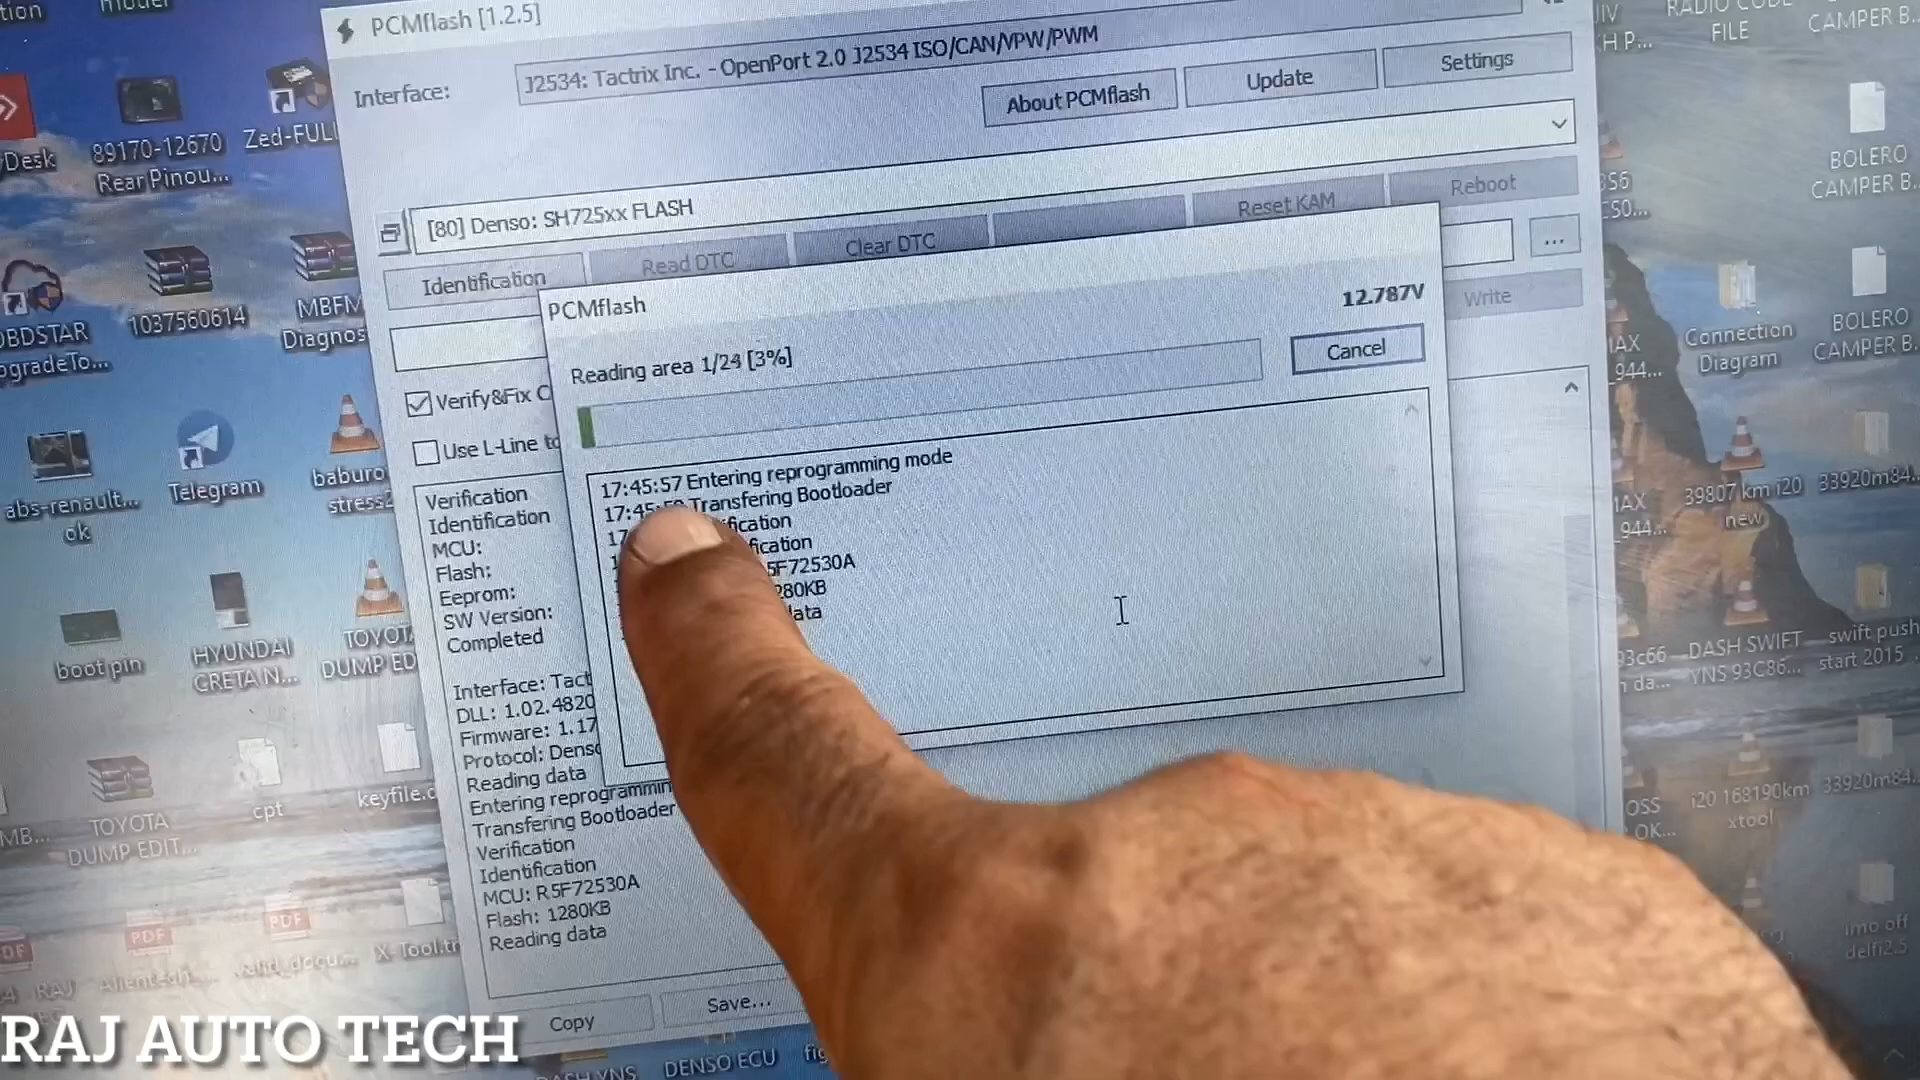 PCMflash [1.2.5]
Interface:
J2534: Tactrix Inc. - OpenPort 2.0 J2534 ISO/CAN/VPW/PWM
About PCMflash
Update
Settings
[80] Denso: SH725xx FLASH
Identification
Read DTC
Clear DTC
Reset KAM
Reboot
...
Write
PCMflash
12.787V
Reading area 1/24 [3%]
Cancel
17:45:57 Entering reprogramming mode
Transfering Bootloader
5F72530A
280KB
Verify&Fix
Use L-Line to
Verification
Identification
MCU:
Flash:
Eeprom:
SW Version:
Completed
Interface: Tact
DLL: 1.02.4820
Firmware: 1.17
Protocol: Denso
Reading data
Entering reprogrammin
Transfering Bootloader
Verification
Identification
MCU: R5F72530A
Flash: 1280KB
Reading data
Copy
Save...
Desk
89170-12670
Rear Pinou...
Zed-FULL
OBDSTAR
1037560614
MBFM
Diagnos
abs-renault...
ok
Telegram
baburo
boot pin
HYUNDAI
CRETA N...
TOYOTA
DUMP ED
TOYOTA
DUMP EDIT...
cpt
PDF
PDF
DENSO ECU
RADIO CODE
FILE
CAMPER B...
BOLERO
CAMPER B...
Connection
Diagram
BOLERO
CAMPER B...
39807 km i20
new
33920m84...
DASH SWIFT
YNS 93C86...
swift push
start 2015
i20 168190km
xtool
33920m84...
imo off
delfi2.5
RAJ AUTO TECH